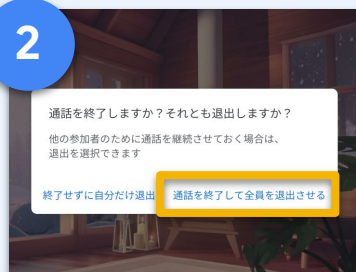 2
通話を終了しますか？それとも退出しますか？
他の参加者のために通話を継続させておく場合は、
退出を選択できます
終了せずに自分だけ退出 通話を終了して全員を退出させる